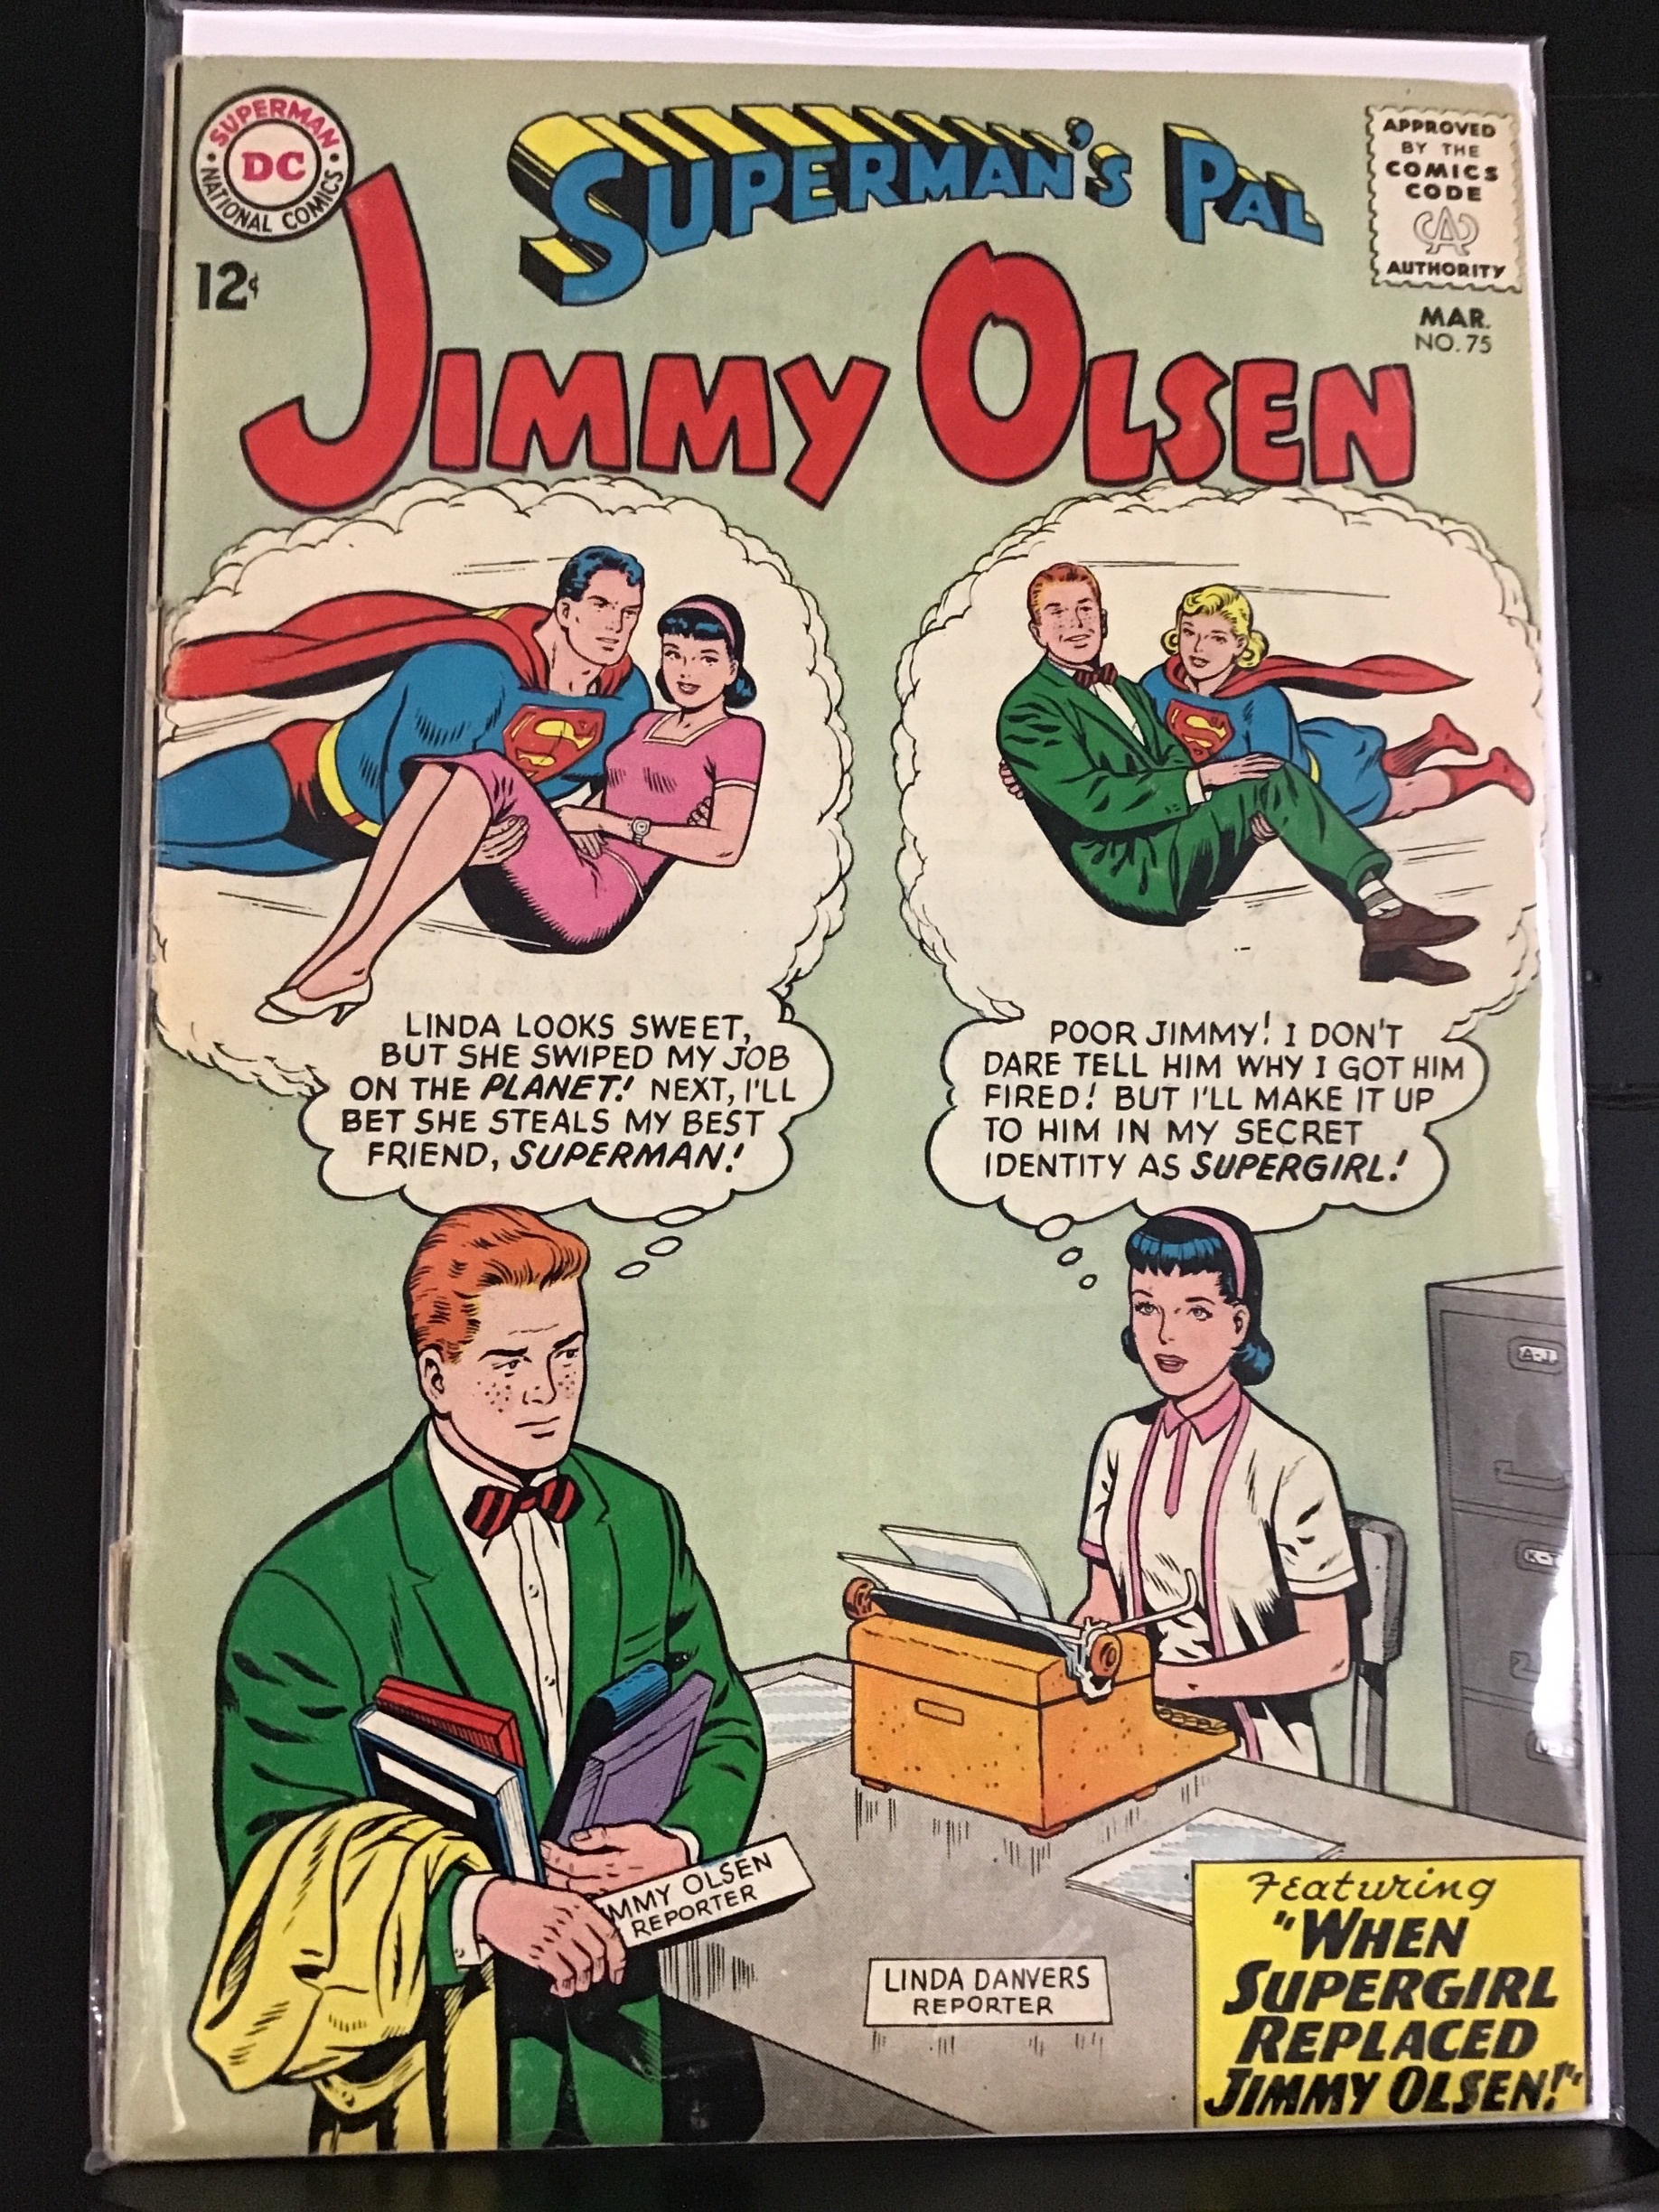 SUPERMAN
DC
NATIONAL COMICS
12¢
SUPERMAN'S PAL
JIMMY OLSEN
APPROVED
BY THE
COMICS
CODE
CA
AUTHORITY
MAR.
NO. 75
LINDA LOOKS SWEET,
BUT SHE SWIPED MY JOB
ON THE PLANET! NEXT, I'LL
BET SHE STEALS MY BEST
FRIEND, SUPERMAN!
POOR JIMMY! I DON'T
DARE TELL HIM WHY I GOT HIM
FIRED! BUT I'LL MAKE IT UP
TO HIM IN MY SECRET
IDENTITY AS SUPERGIRL!
A-J
IMMY OLSEN
REPORTER
LINDA DANVERS
REPORTER
Featuring
"WHEN
SUPERGIRL
REPLACED
JIMMY OLSEN!"